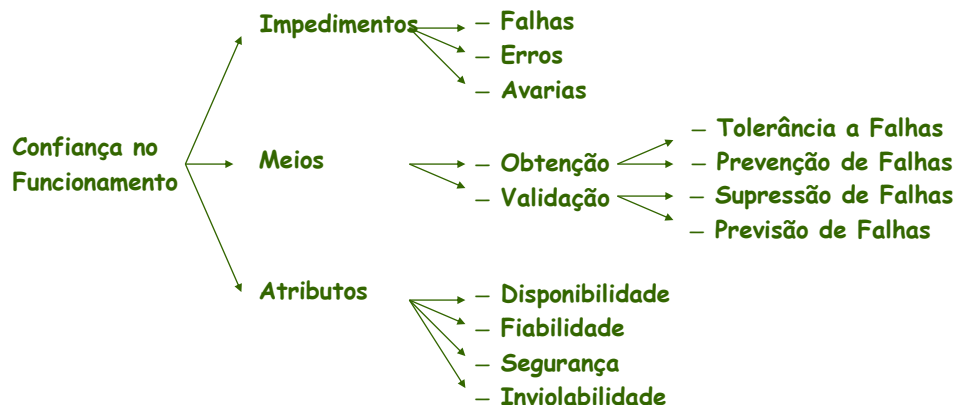 Impedimentos
– Falhas
– Erros
– Avarias
Confiança no
Funcionamento
Meios
– Obtenção
– Validação
– Tolerância a Falhas
– Prevenção de Falhas
– Supressão de Falhas
– Previsão de Falhas
Atributos
– Disponibilidade
– Fiabilidade
– Segurança
– Inviolabilidade